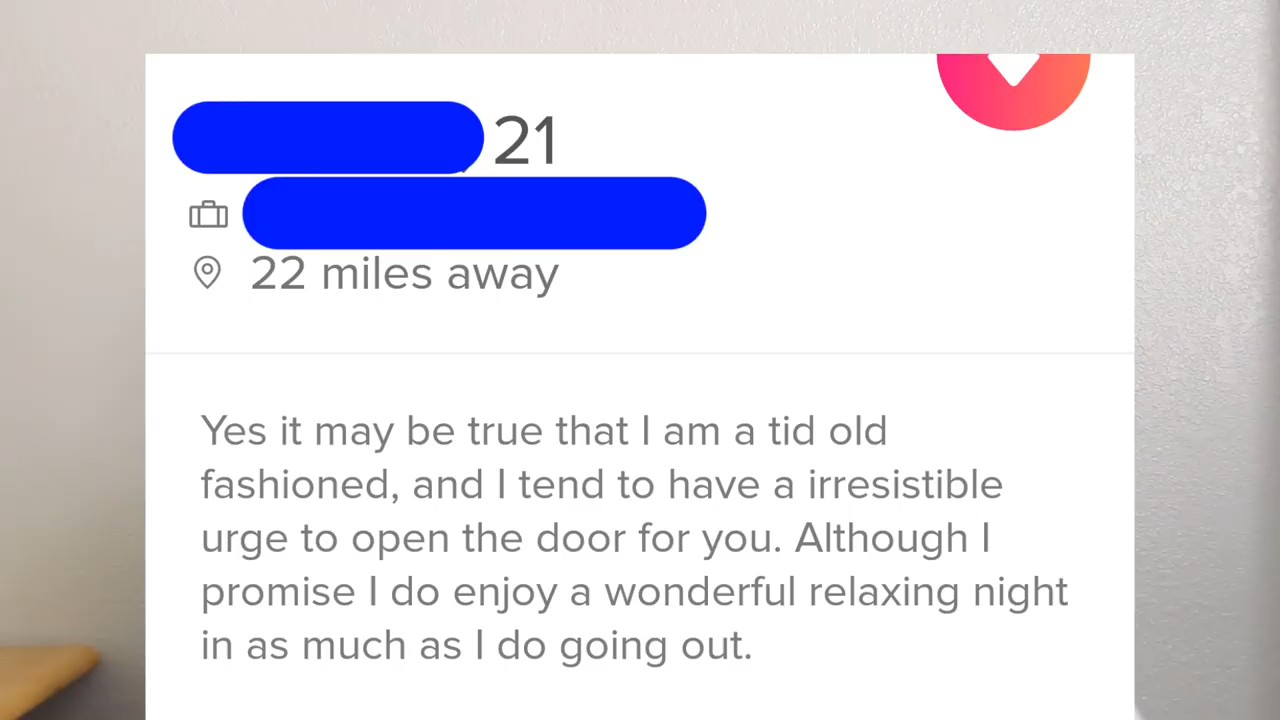 21
22 miles away
Yes it may be true that I am a tid old
fashioned, and I tend to have a irresistible
urge to open the door for you. Although I
promise I do enjoy a wonderful relaxing night
in as much as I do going out.